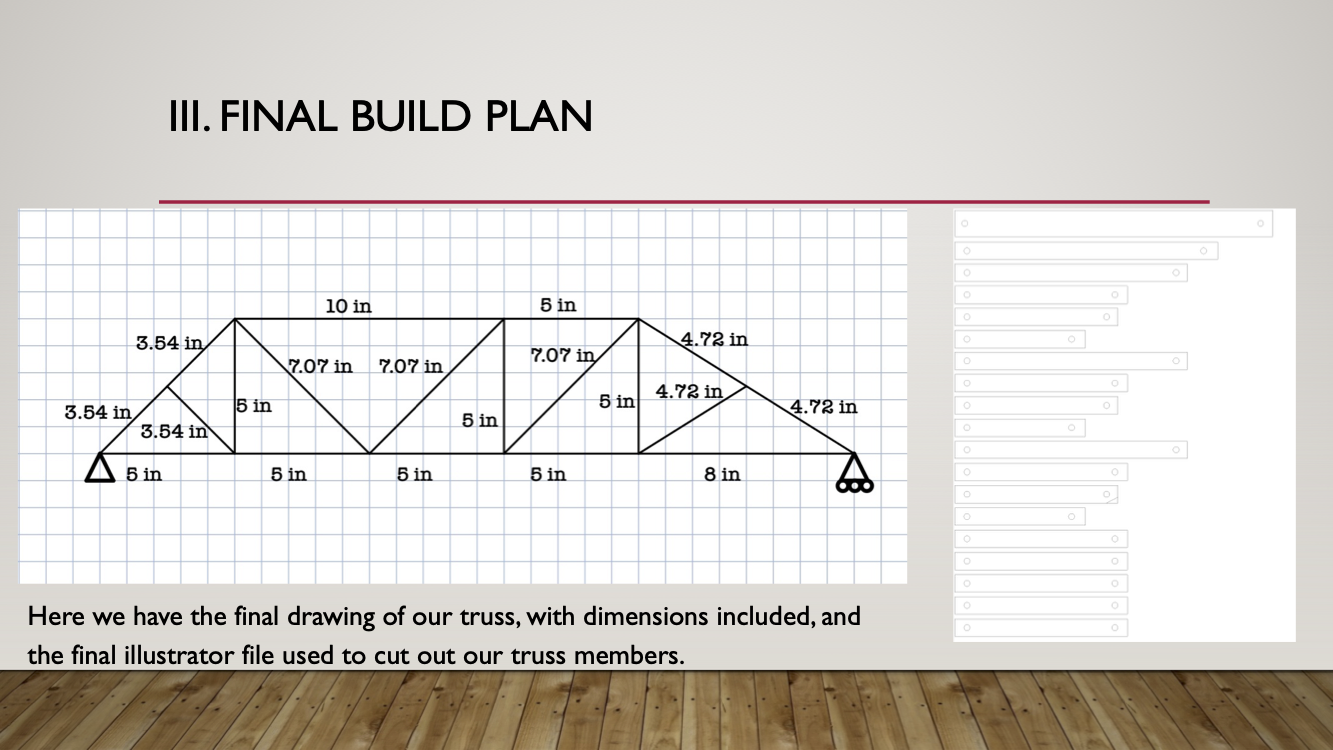 III. FINAL BUILD PLAN
10 in
5 in
3.54 in
4.72 in
7.07 in
7.07 in
7.07 in
4.72 in
5 in
5 in
3.54 in
4.72 in
5 in
3.54 in
5 in
5 in
5 in
5 in
8 in
Here we have the final drawing of our truss, with dimensions included, and
the final illustrator file used to cut out our truss members.